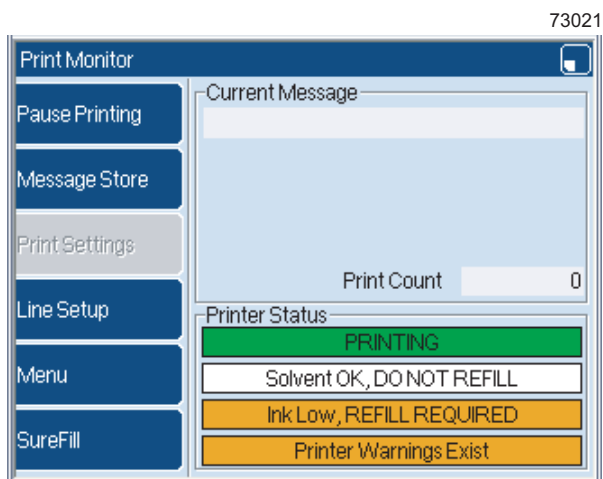 73021
Print Monitor
Pause Printing
Message Store
Print Settings
Line Setup
Menu
SureFill
Current Message
Print Count 0
Printer Status
PRINTING
Solvent OK, DO NOT REFILL
Ink Low, REFILL REQUIRED
Printer Warnings Exist